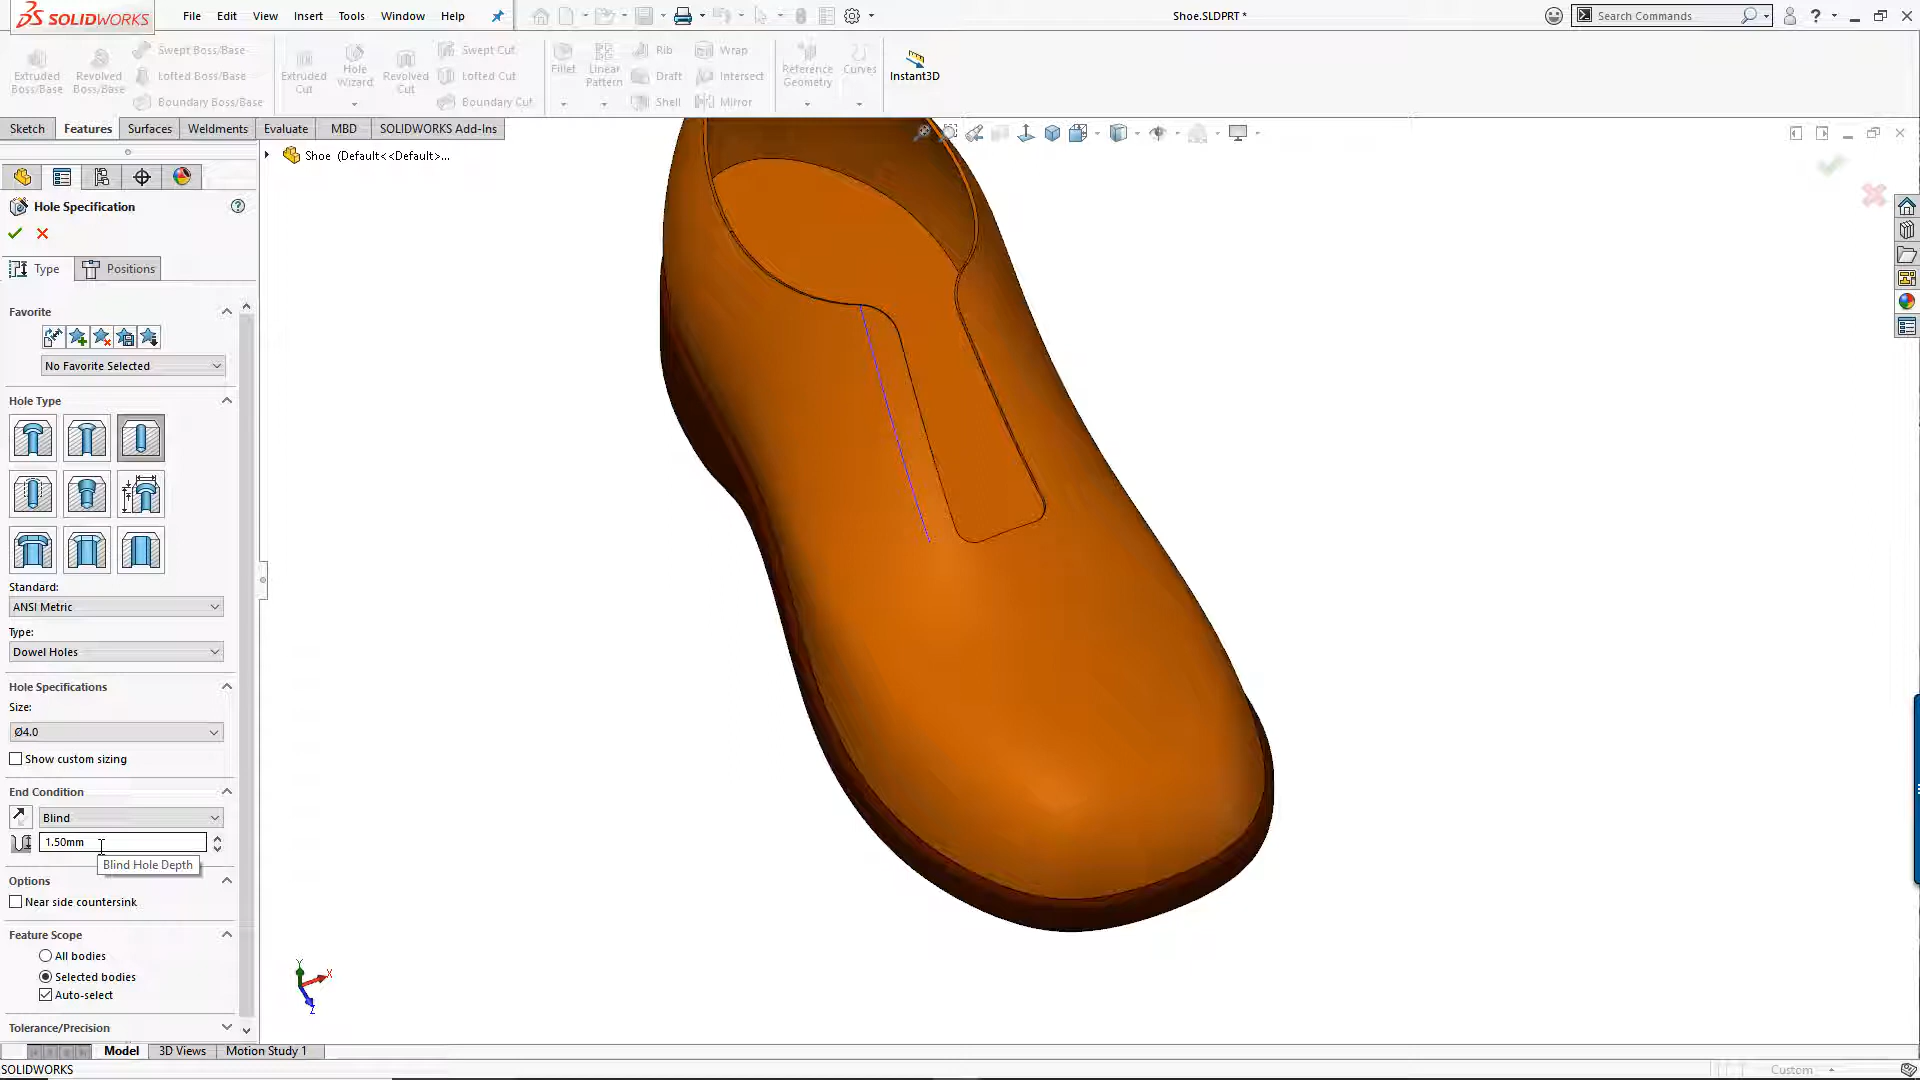 SOLIDWORKS File Edit View Insert Tools Window Help Shoe.SLDPRT * Search Commands ?
Extruded Boss/Base
Revolved Boss/Base
Swept Boss/Base
Lofted Boss/Base
Boundary Boss/Base
Extruded Cut
Hole Wizard
Revolved Cut
Swept Cut
Lofted Cut
Boundary Cut
Fillet
Linear Pattern
Rib
Draft
Shell
Wrap
Intersect
Mirror
Reference Geometry
Curves
Instant3D
Sketch Features Surfaces Weldments Evaluate MBD SOLIDWORKS Add-Ins
Shoe (Default<<Default>...
Hole Specification ?
Type Positions
Favorite
No Favorite Selected
Hole Type
Standard:
ANSI Metric
Type:
Dowel Holes
Hole Specifications
Size:
Ø4.0
Show custom sizing
End Condition
Blind
1.50mm
Blind Hole Depth
Options
Near side countersink
Feature Scope
All bodies
Selected bodies
Auto-select
Tolerance/Precision
Y
X
Z
Model 3D Views Motion Study 1
SOLIDWORKS Custom